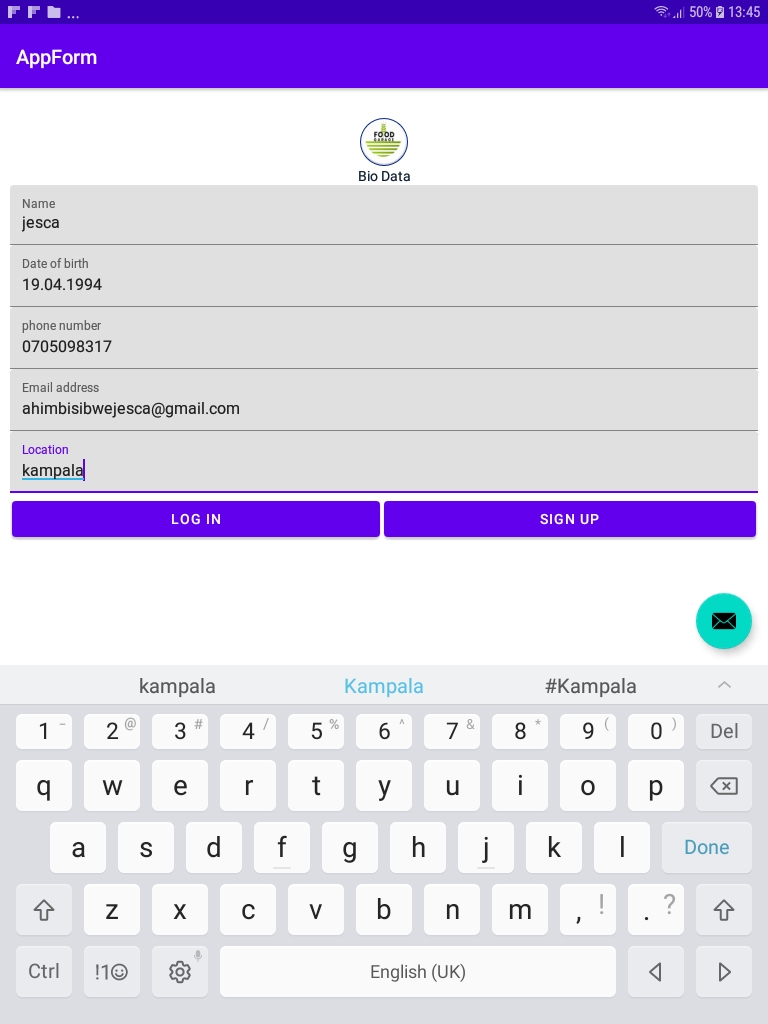 ... 50% 13:45
AppForm
FOOD
GARAGE
Bio Data
Name
jesca
Date of birth
19.04.1994
phone number
0705098317
Email address
ahimbisibwejesca@gmail.com
Location
kampala
LOG IN SIGN UP
kampala Kampala #Kampala
1 - 2 @ 3 # 4 / 5 % 6 ^ 7 & 8 * 9 ( 0 ) Del
q w e r t y u i o p
a s d f g h j k l Done
z x c v b n m , ! . ?
Ctrl !1☺ English (UK)